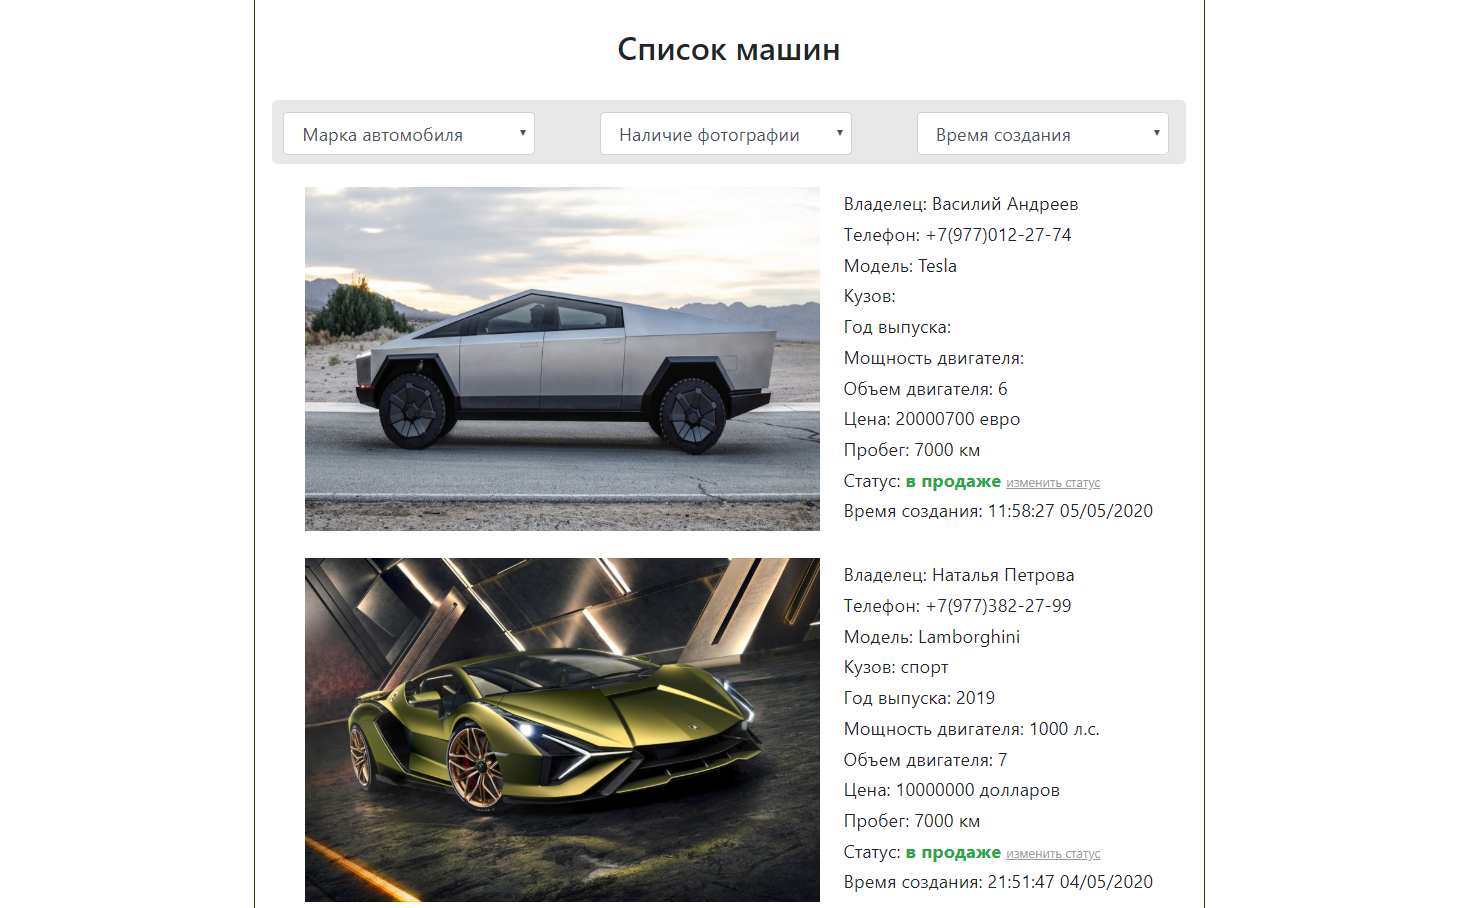 Список машин
Марка автомобиля
Наличие фотографии
Время создания
Владелец: Василий Андреев
Телефон: +7(977)012-27-74
Модель: Tesla
Кузов:
Год выпуска:
Мощность двигателя:
Объем двигателя: 6
Цена: 20000700 евро
Пробег: 7000 км
Статус: в продаже изменить статус
Время создания: 11:58:27 05/05/2020
Владелец: Наталья Петрова
Телефон: +7(977)382-27-99
Модель: Lamborghini
Кузов: спорт
Год выпуска: 2019
Мощность двигателя: 1000 л.с.
Объем двигателя: 7
Цена: 10000000 долларов
Пробег: 7000 км
Статус: в продаже изменить статус
Время создания: 21:51:47 04/05/2020